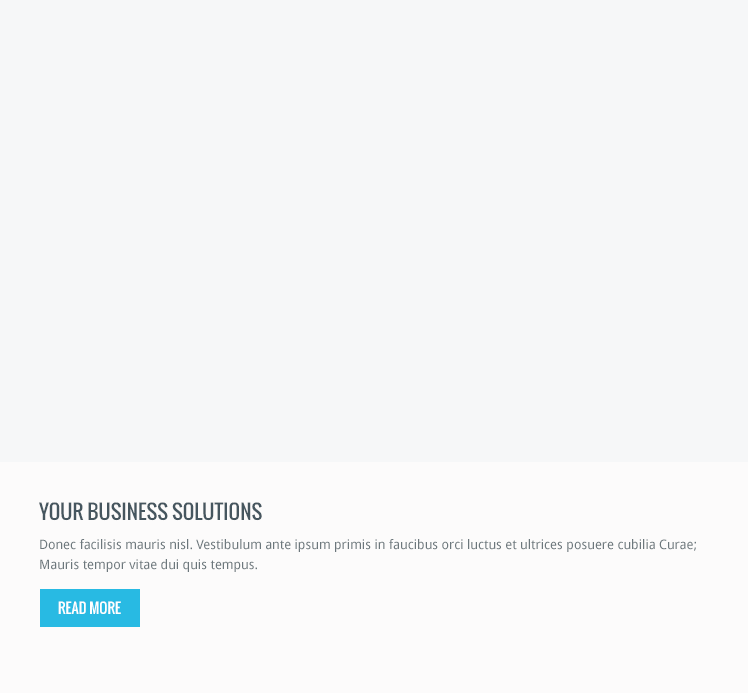 YOUR BUSINESS SOLUTIONS
Donec facilisis mauris nisl. Vestibulum ante ipsum primis in faucibus orci luctus et ultrices posuere cubilia Curae;
Mauris tempor vitae dui quis tempus.
READ MORE